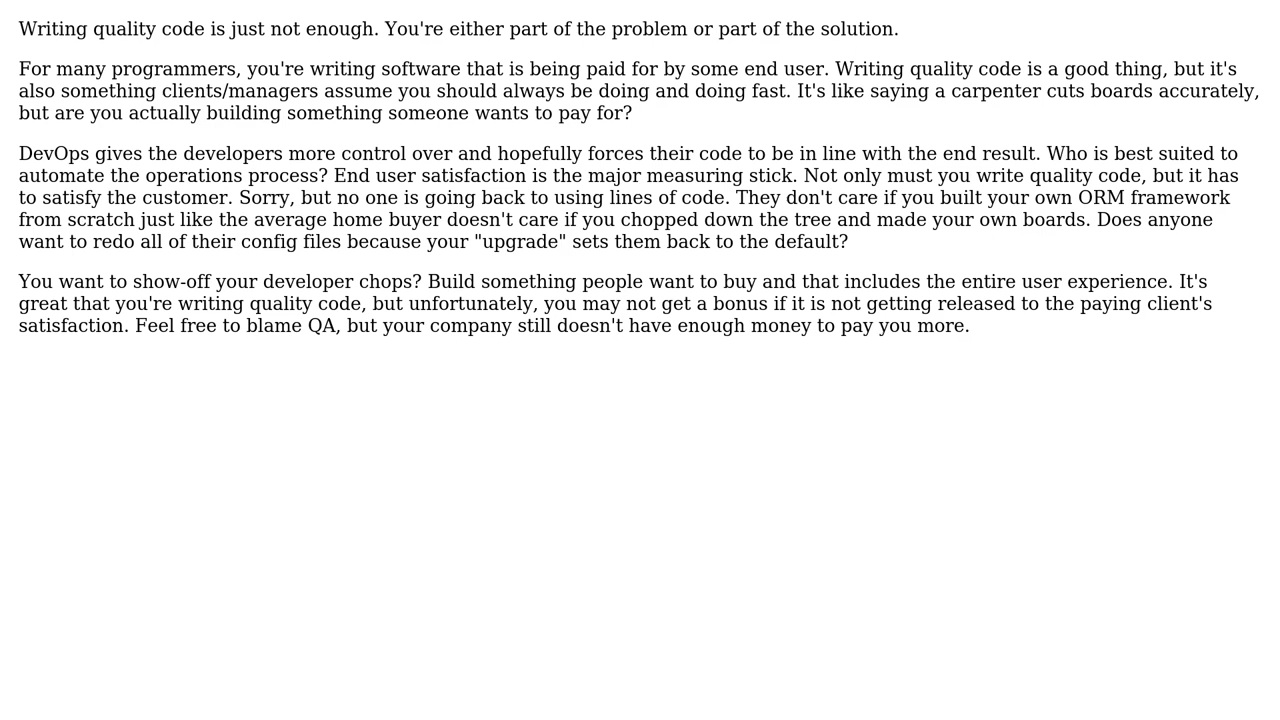 Writing quality code is just not enough. You're either part of the problem or part of the solution.
For many programmers, you're writing software that is being paid for by some end user. Writing quality code is a good thing, but it's
also something clients/managers assume you should always be doing and doing fast. It's like saying a carpenter cuts boards accurately,
but are you actually building something someone wants to pay for?
DevOps gives the developers more control over and hopefully forces their code to be in line with the end result. Who is best suited to
automate the operations process? End user satisfaction is the major measuring stick. Not only must you write quality code, but it has
to satisfy the customer. Sorry, but no one is going back to using lines of code. They don't care if you built your own ORM framework
from scratch just like the average home buyer doesn't care if you chopped down the tree and made your own boards. Does anyone
want to redo all of their config files because your "upgrade" sets them back to the default?
You want to show-off your developer chops? Build something people want to buy and that includes the entire user experience. It's
great that you're writing quality code, but unfortunately, you may not get a bonus if it is not getting released to the paying client's
satisfaction. Feel free to blame QA, but your company still doesn't have enough money to pay you more.